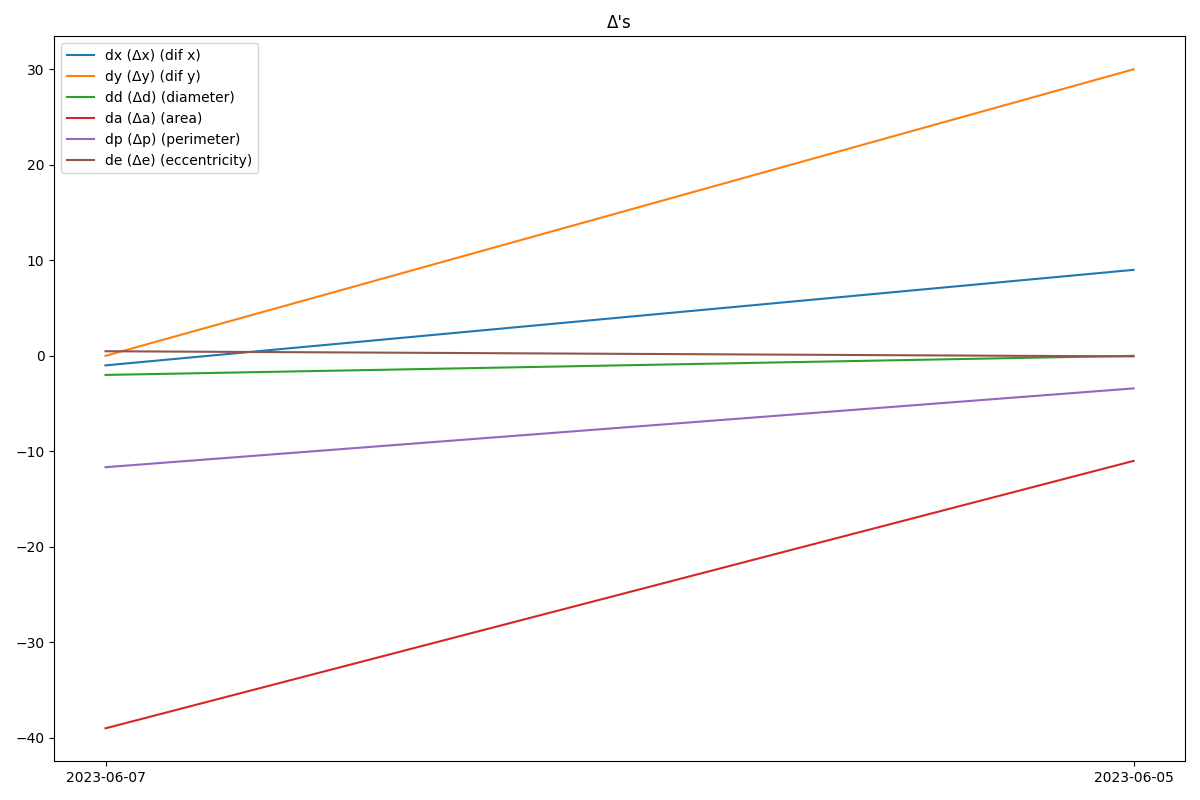 Δ's
dx (Δx) (dif x)
dy (Δy) (dif y)
dd (Δd) (diameter)
da (Δa) (area)
dp (Δp) (perimeter)
de (Δe) (eccentricity)
30
20
10
0
−10
−20
−30
−40
2023-06-07 2023-06-05